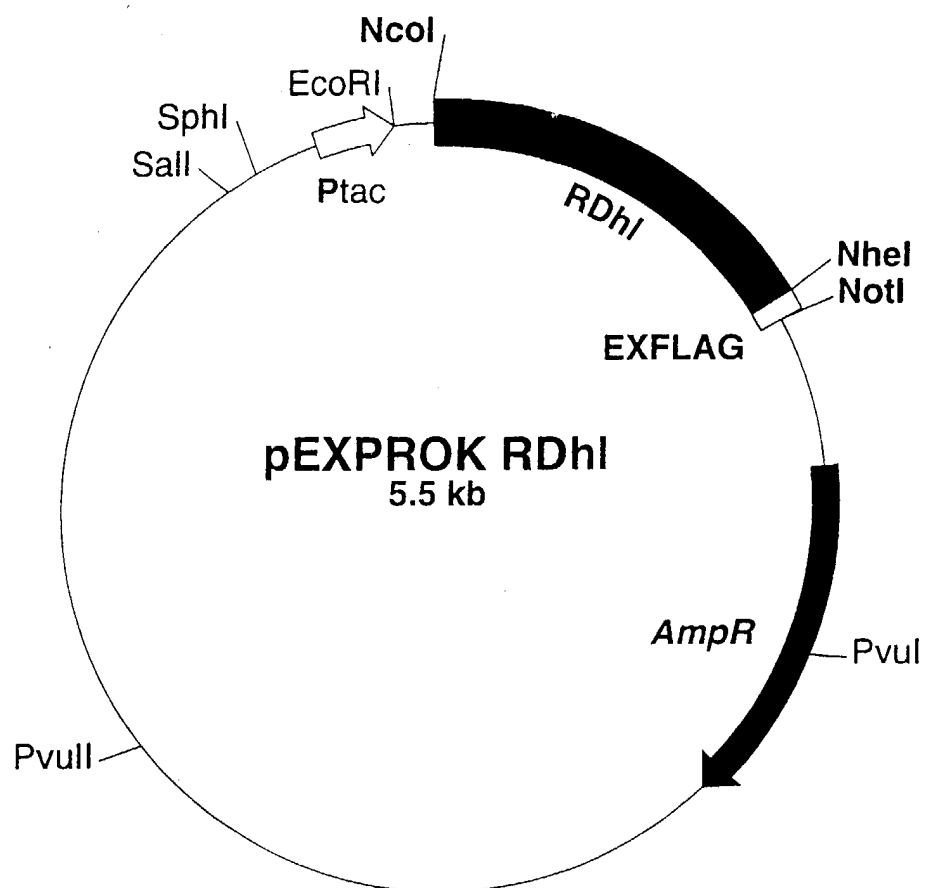 NcoI
EcoRI
SphI
SalI
Ptac
RDhI
NheI
NotI
EXFLAG
pEXPROK RDhI
5.5 kb
AmpR
PvuI
PvuII